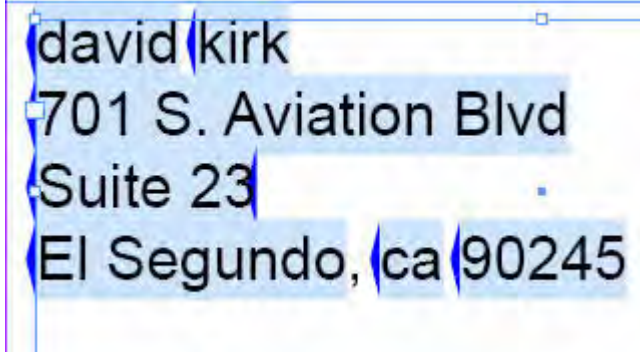 david kirk
701 S. Aviation Blvd
Suite 23
El Segundo, ca 90245